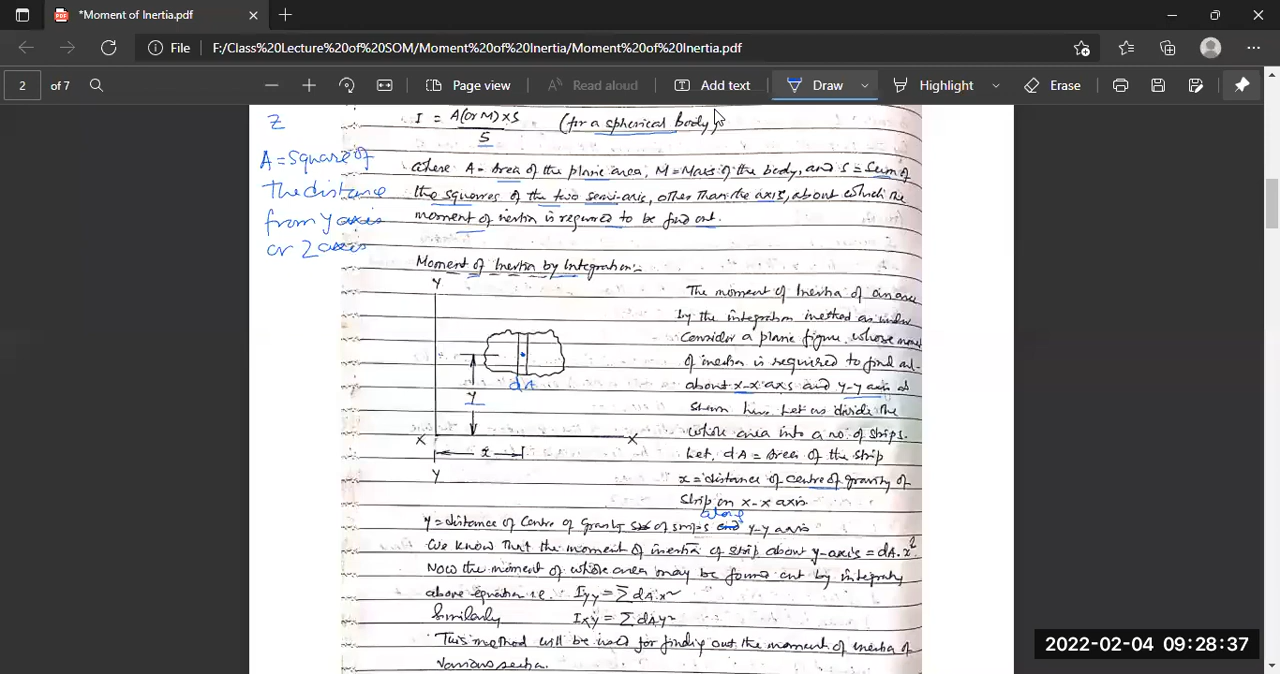 *Moment of Inertia.pdf
File F:/Class%20Lecture%20of%20SOM/Moment%20of%20Inertia/Moment%20of%20Inertia.pdf
2 of 7 Page view Read aloud Add text Draw Highlight Erase
I = A(or M)×S (for a spherical Body)
5
Z
A = Square of
The distance
from y axis
or Z axis
where A = Area of the plane area, M = Mass of the body, and S = Sum of
the squares of the two semi-axis, other than the axis, about which the
moment of inertia is required to be find out.
Moment of Inertia by Integration:-
Y
The moment of Inertia of an area
by the integration method as under
Consider a plane figure, whose
of inertia is required to find out
about x-x axs and y-y axis as
shown Let us divide the
whole area into a no. of strips.
dA
y
X X
x
Y
Let, dA = Area of the strip
x = distance of centre of gravity of
strip on x-x axis
along
y = distance of Centre of Gravity of strips y-y axis
We know that the moment of inertia of strip about y-axis = dA.x²
Now the moment of whole area may be found out by
above equation i.e. Iyy = Σ dA.x²
Similarly Ixy = Σ dAy²
This method will be used for finding out the moment of inertia of
various section.
2022-02-04 09:28:37